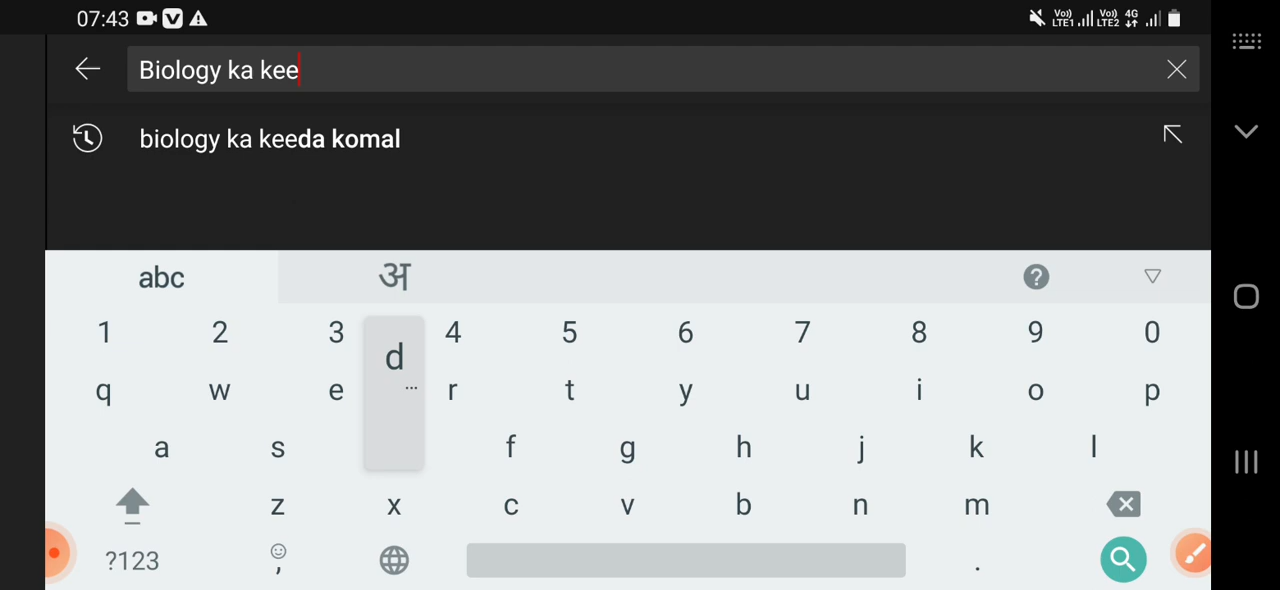 07:43 Vo)) LTE1 Vo)) LTE2 4G
Biology ka kee
biology ka keeda komal
abc अ ?
1 2 3 4 5 6 7 8 9 0
d ...
q w e r t y u i o p
a s f g h j k l
z x c v b n m
?123 , .